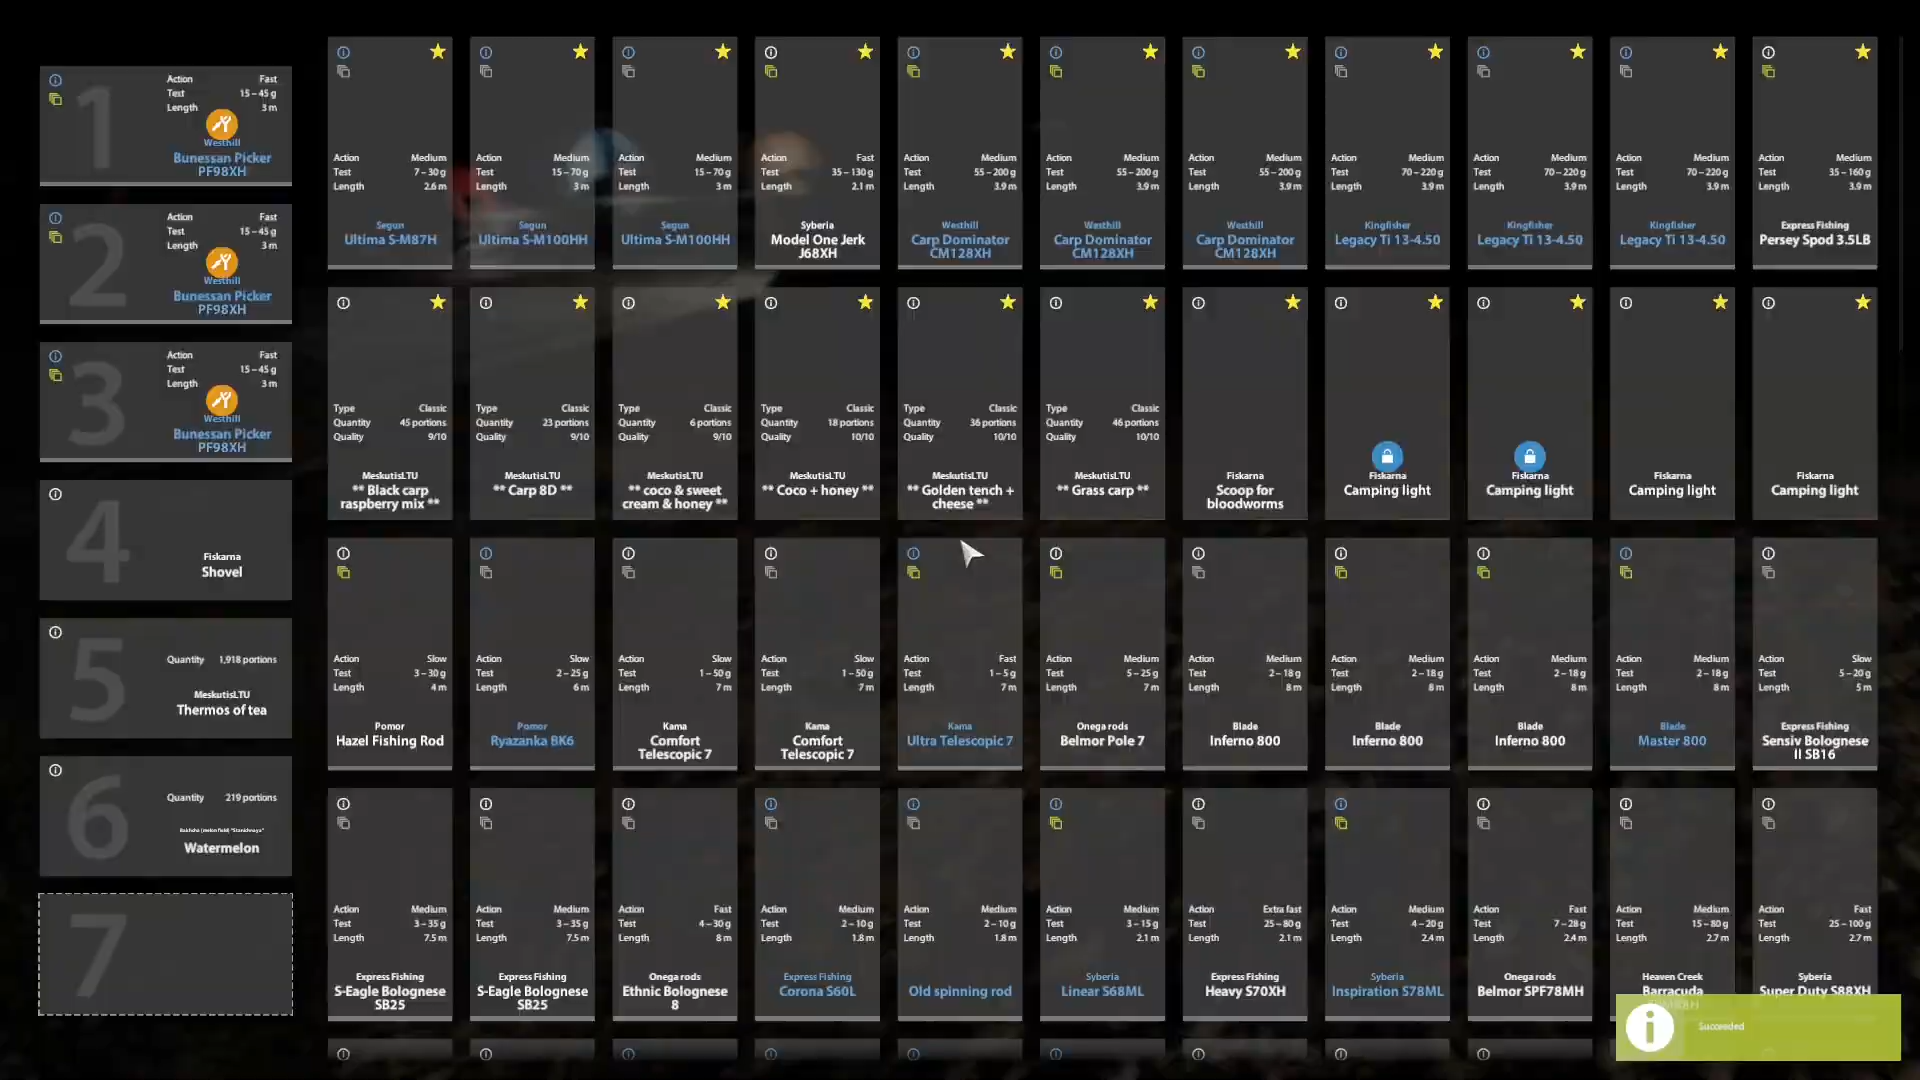 1
Action Fast
Test 15 – 45 g
Length 3 m
Westhill
Bunessan Picker
PF98XH
2
Action Fast
Test 15 – 45 g
Length 3 m
Westhill
Bunessan Picker
PF98XH
3
Action Fast
Test 15 – 45 g
Length 3 m
Westhill
Bunessan Picker
PF98XH
4
Fiskarna
Shovel
5
Quantity 1,918 portions
MeskutisLTU
Thermos of tea
6
Quantity 219 portions
Watermelon
7
Action Medium
Test 7 – 30 g
Length 2.6 m
Segun
Ultima S-M87H
Action Medium
Test 15 – 70 g
Length 3 m
Segun
Ultima S-M100HH
Action Medium
Test 15 – 70 g
Length 3 m
Segun
Ultima S-M100HH
Action Fast
Test 35 – 130 g
Length 2.1 m
Syberia
Model One Jerk
J68XH
Action Medium
Test 55 – 200 g
Length 3.9 m
Westhill
Carp Dominator
CM128XH
Action Medium
Test 55 – 200 g
Length 3.9 m
Westhill
Carp Dominator
CM128XH
Action Medium
Test 55 – 200 g
Length 3.9 m
Westhill
Carp Dominator
CM128XH
Action Medium
Test 70 – 220 g
Length 3.9 m
Kingfisher
Legacy Ti 13-4.50
Action Medium
Test 70 – 220 g
Length 3.9 m
Kingfisher
Legacy Ti 13-4.50
Action Medium
Test 70 – 220 g
Length 3.9 m
Kingfisher
Legacy Ti 13-4.50
Action Medium
Test 35 – 160 g
Length 3.9 m
Express Fishing
Persey Spod 3.5LB
Type Classic
Quantity 45 portions
Quality 9/10
MeskutisLTU
** Black carp
raspberry mix **
Type Classic
Quantity 23 portions
Quality 9/10
MeskutisLTU
** Carp 8D **
Type Classic
Quantity 6 portions
Quality 9/10
MeskutisLTU
** coco & sweet
cream & honey **
Type Classic
Quantity 18 portions
Quality 10/10
MeskutisLTU
** Coco + honey **
Type Classic
Quantity 36 portions
Quality 10/10
MeskutisLTU
** Golden tench +
cheese **
Type Classic
Quantity 46 portions
Quality 10/10
MeskutisLTU
** Grass carp **
Fiskarna
Scoop for
bloodworms
Fiskarna
Camping light
Fiskarna
Camping light
Fiskarna
Camping light
Fiskarna
Camping light
Action Slow
Test 3 – 30 g
Length 4 m
Pomor
Hazel Fishing Rod
Action Slow
Test 2 – 25 g
Length 6 m
Pomor
Ryazanka BK6
Action Slow
Test 1 – 50 g
Length 7 m
Kama
Comfort
Telescopic 7
Action Slow
Test 1 – 50 g
Length 7 m
Kama
Comfort
Telescopic 7
Action Fast
Test 1 – 5 g
Length 7 m
Kama
Ultra Telescopic 7
Action Medium
Test 5 – 25 g
Length 7 m
Onega rods
Belmor Pole 7
Action Medium
Test 2 – 18 g
Length 8 m
Blade
Inferno 800
Action Medium
Test 2 – 18 g
Length 8 m
Blade
Inferno 800
Action Medium
Test 2 – 18 g
Length 8 m
Blade
Inferno 800
Action Medium
Test 2 – 18 g
Length 8 m
Blade
Master 800
Action Slow
Test 5 – 20 g
Length 5 m
Express Fishing
Sensiv Bolognese
II SB16
Action Medium
Test 3 – 35 g
Length 7.5 m
Express Fishing
S-Eagle Bolognese
SB25
Action Medium
Test 3 – 35 g
Length 7.5 m
Express Fishing
S-Eagle Bolognese
SB25
Action Fast
Test 4 – 30 g
Length 8 m
Onega rods
Ethnic Bolognese
8
Action Medium
Test 2 – 10 g
Length 1.8 m
Express Fishing
Corona S60L
Action Medium
Test 2 – 10 g
Length 1.8 m
Old spinning rod
Action Medium
Test 3 – 15 g
Length 2.1 m
Syberia
Linear S68ML
Action Extra fast
Test 25 – 80 g
Length 2.1 m
Express Fishing
Heavy S70XH
Action Medium
Test 4 – 20 g
Length 2.4 m
Syberia
Inspiration S78ML
Action Fast
Test 7 – 28 g
Length 2.4 m
Onega rods
Belmor SPF78MH
Action Medium
Test 15 – 80 g
Length 2.7 m
Heaven Creek
Barracuda
Action Fast
Test 25 – 100 g
Length 2.7 m
Syberia
Super Duty S88XH
Succeeded